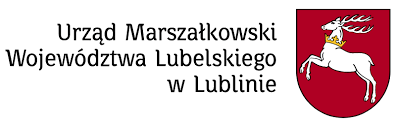 Urząd Marszałkowski
Województwa Lubelskiego
w Lublinie